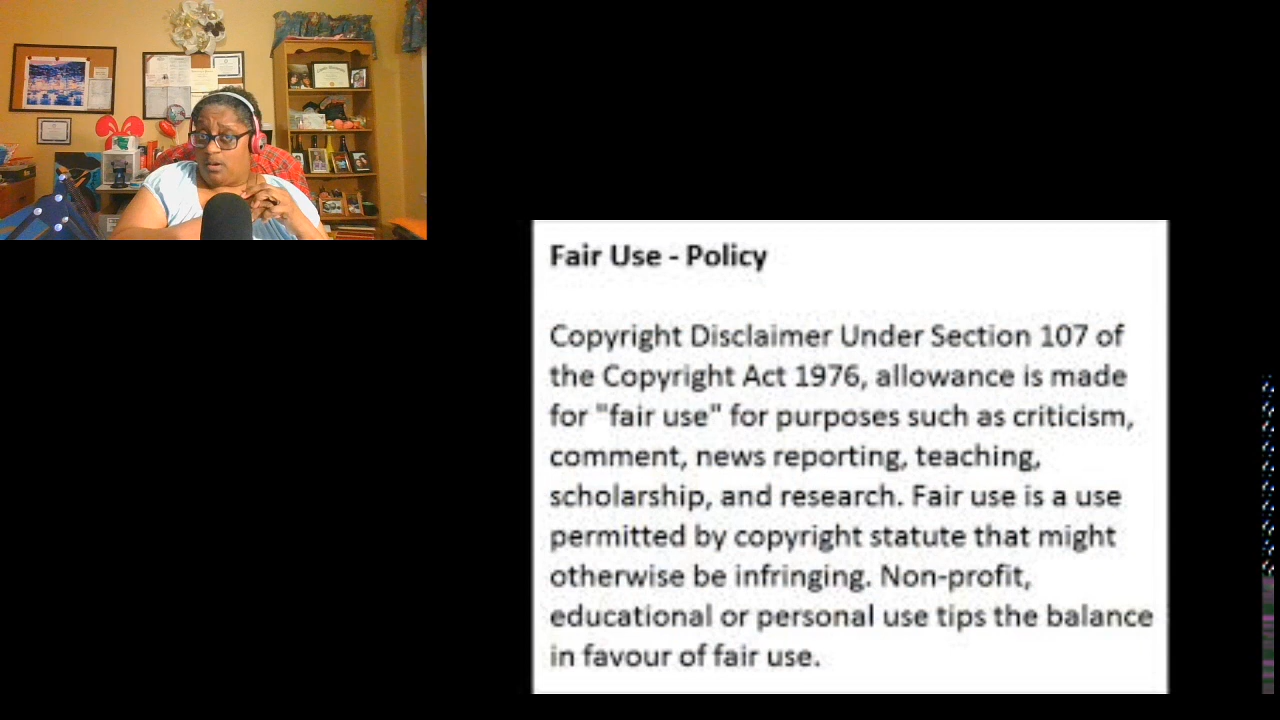 Fair Use - Policy
Copyright Disclaimer Under Section 107 of
the Copyright Act 1976, allowance is made
for "fair use" for purposes such as criticism,
comment, news reporting, teaching,
scholarship, and research. Fair use is a use
permitted by copyright statute that might
otherwise be infringing. Non-profit,
educational or personal use tips the balance
in favour of fair use.